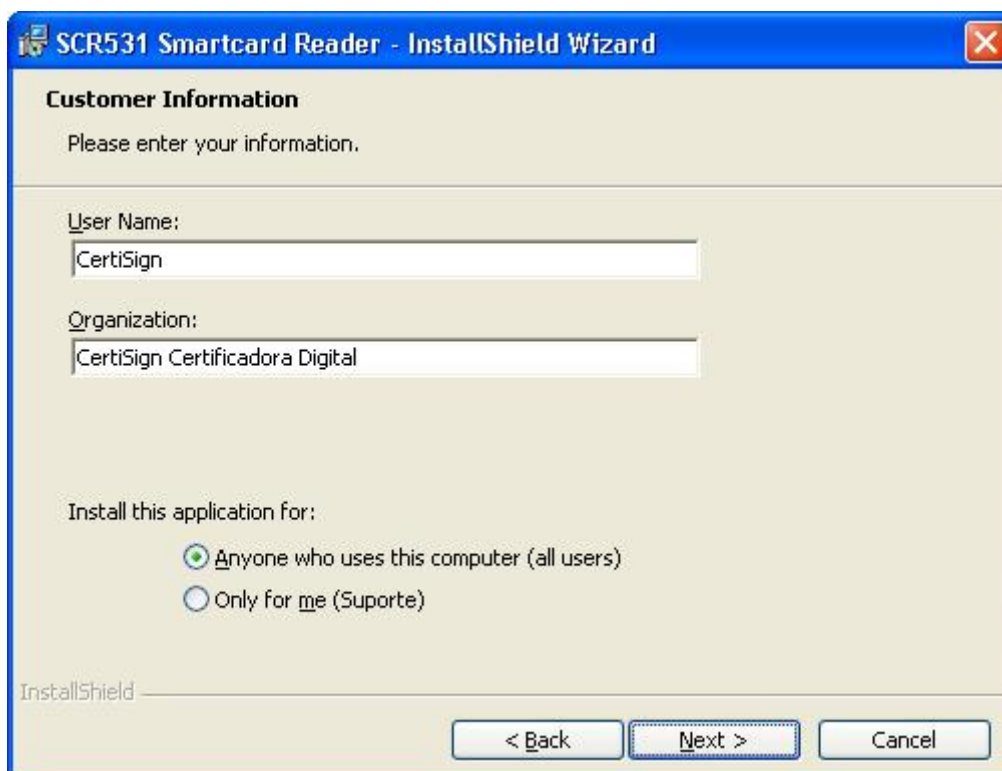 SCR531 Smartcard Reader - InstallShield Wizard
Customer Information
Please enter your information.
User Name:
CertiSign
Organization:
CertiSign Certificadora Digital
Install this application for:
Anyone who uses this computer (all users)
Only for me (Suporte)
InstallShield
< Back Next > Cancel